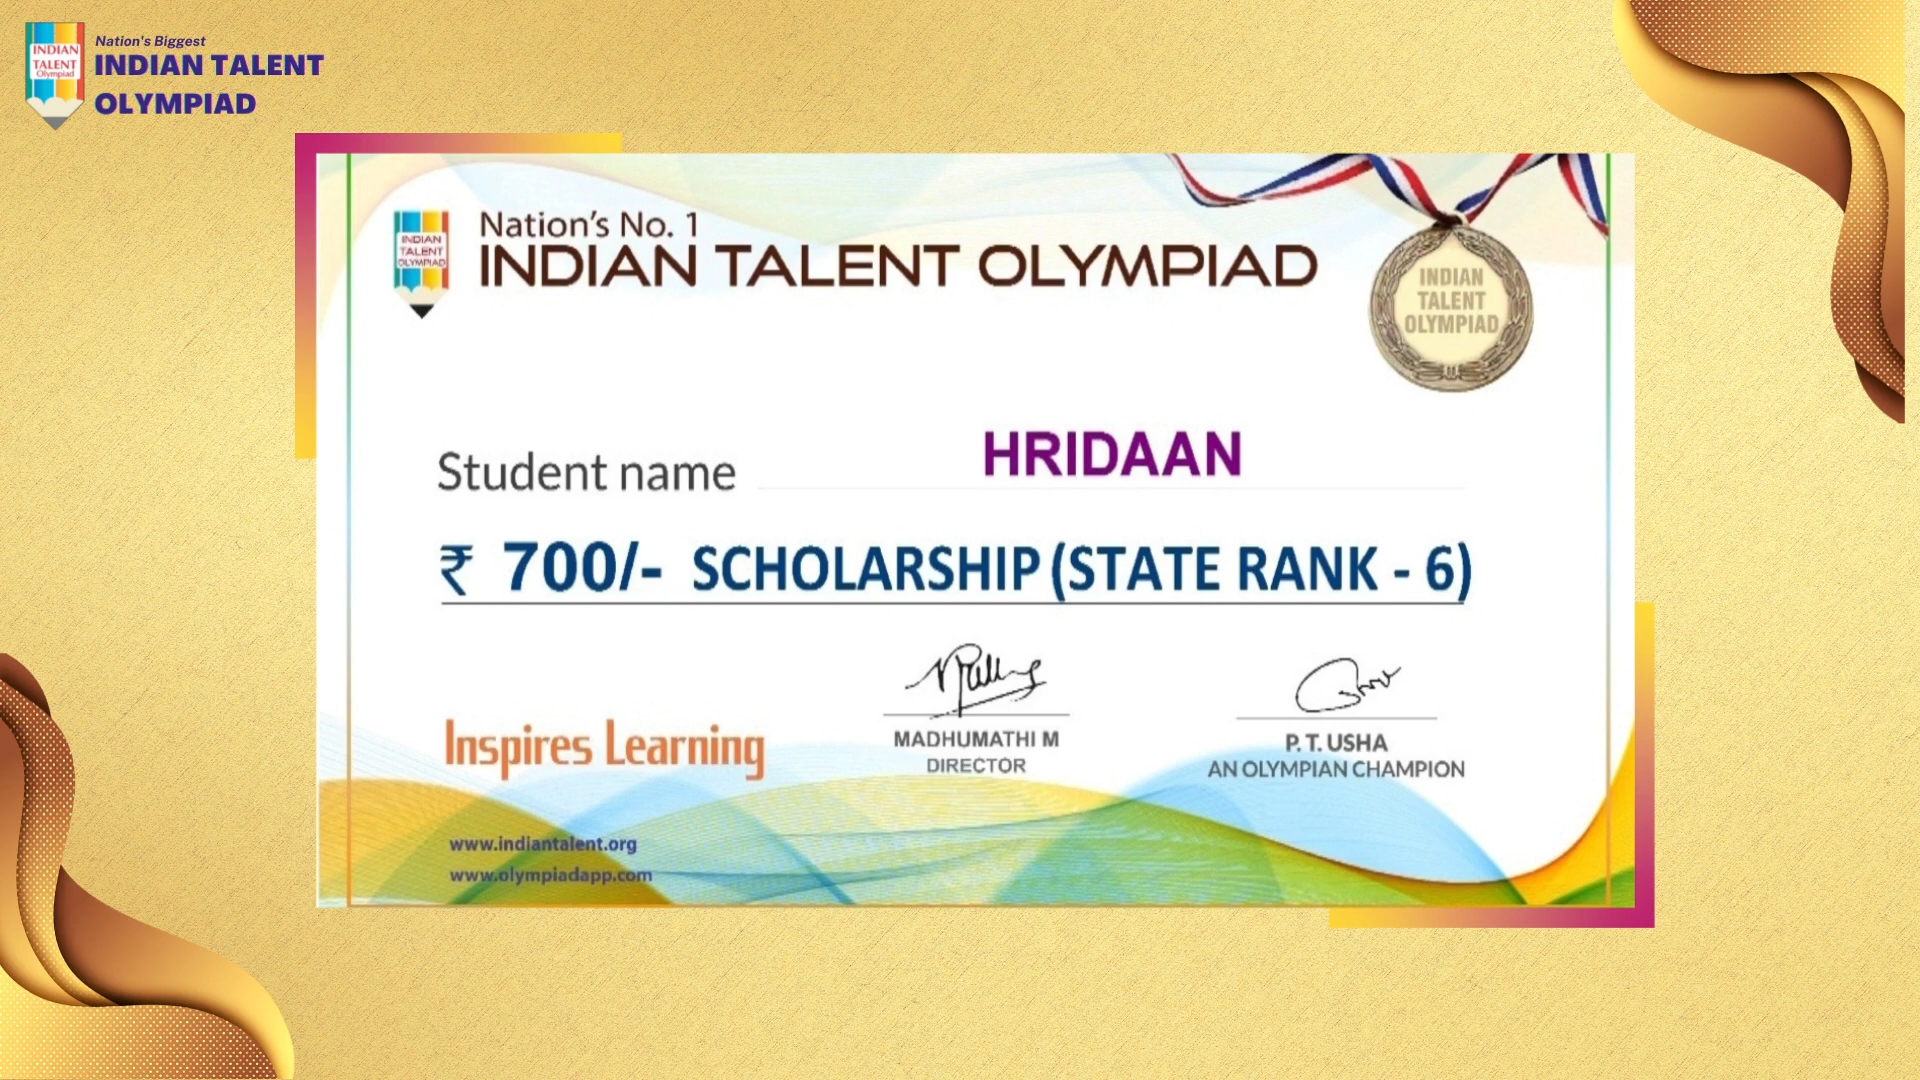 INDIAN
TALENT
Olympiad
Nation's Biggest
INDIAN TALENT
OLYMPIAD
INDIAN
TALENT
OLYMPIAD
Nation's No. 1
INDIAN TALENT OLYMPIAD
INDIAN
TALENT
OLYMPIAD
Student name HRIDAAN
₹ 700/- SCHOLARSHIP (STATE RANK - 6)
Inspires Learning
MADHUMATHI M
DIRECTOR
P. T. USHA
AN OLYMPIAN CHAMPION
www.indiantalent.org
www.olympiadapp.com